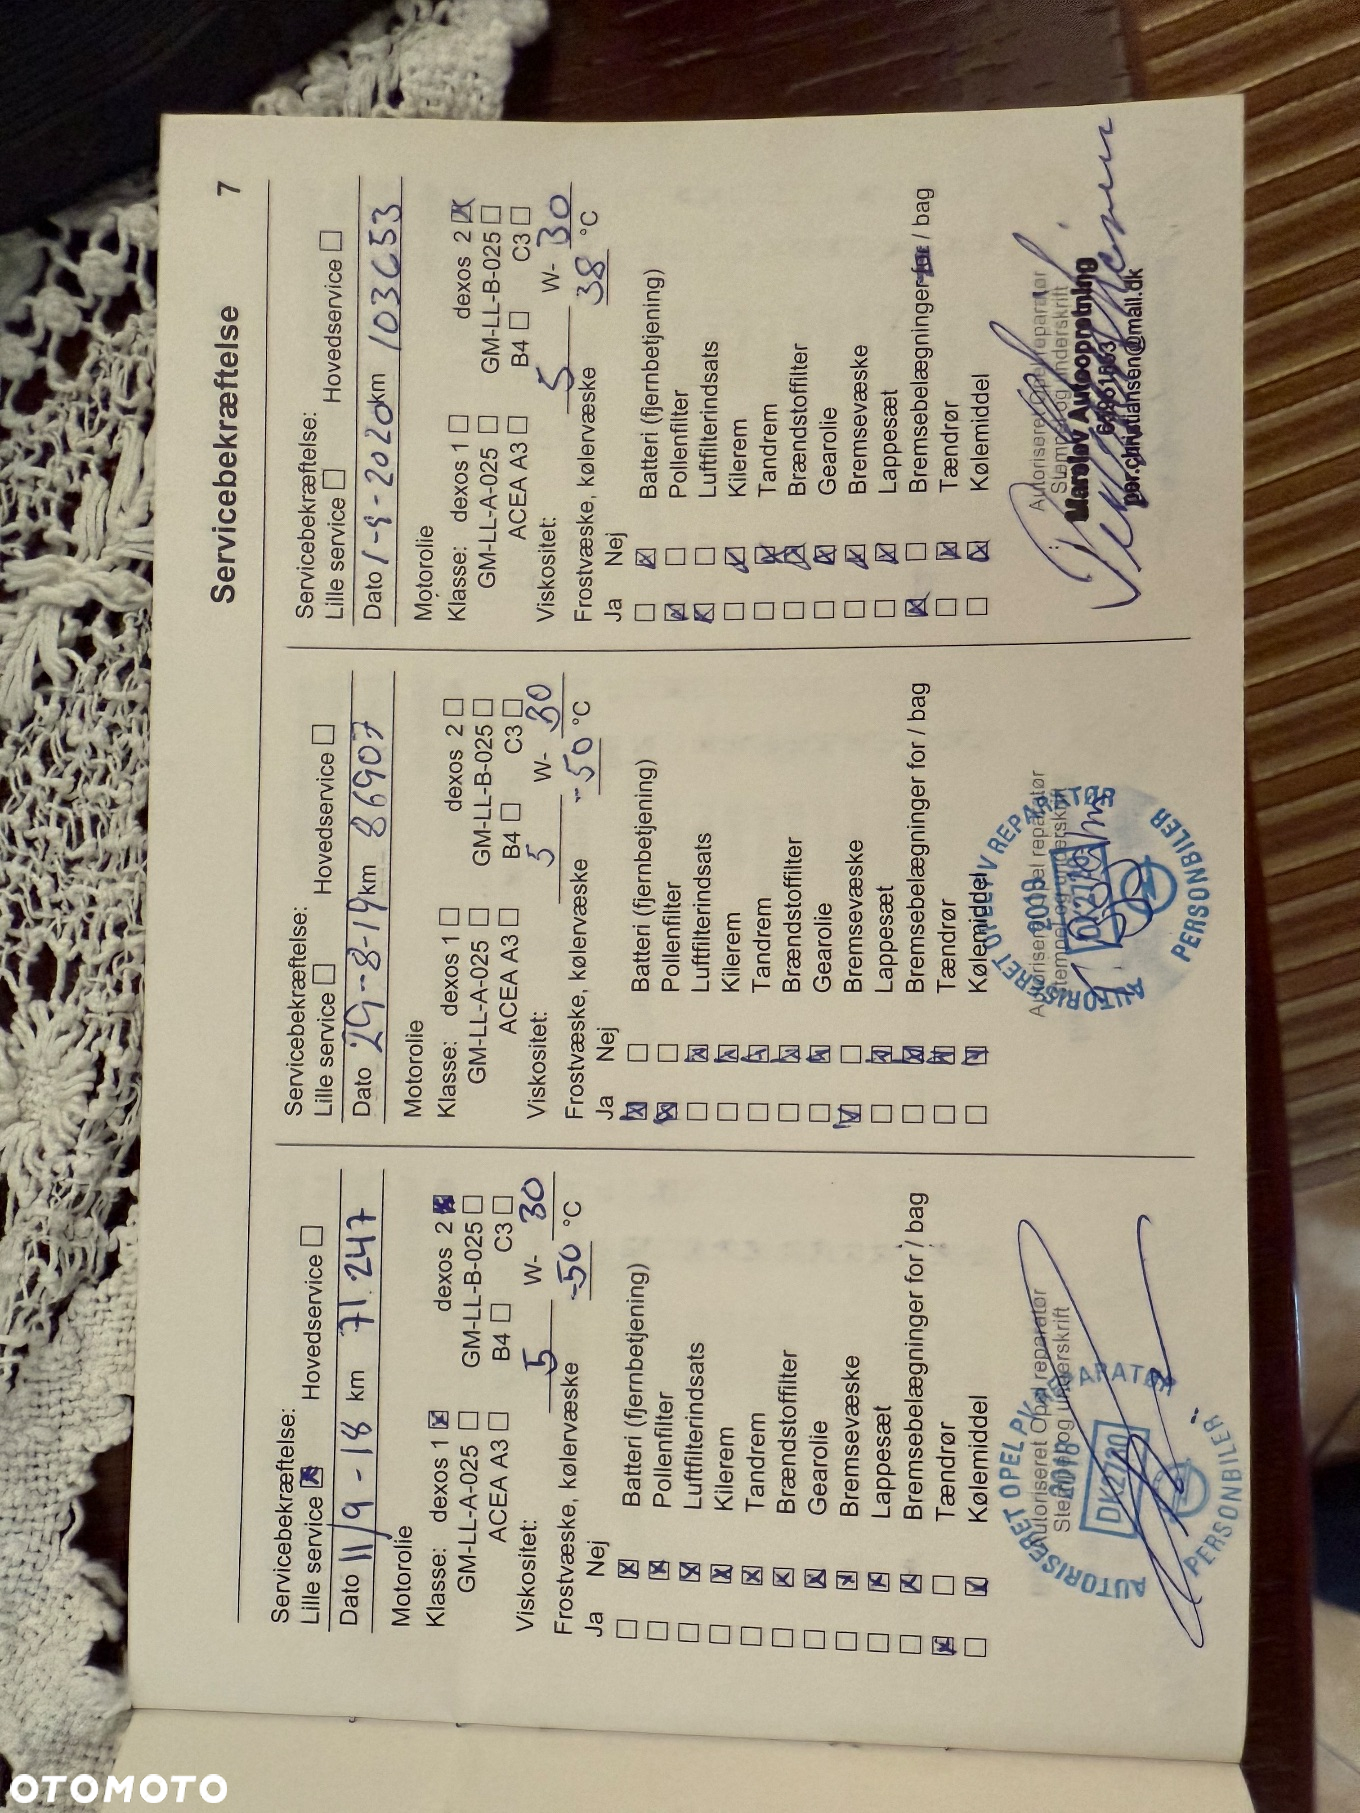 Servicebekræftelse 7
Servicebekræftelse:
Lille service ☒ Hovedservice ☐
Dato 11/9-18 km 71.247
Motorolie
Klasse: dexos 1 ☒ dexos 2 ☒
GM-LL-A-025 ☐ GM-LL-B-025 ☐
ACEA A3 ☐ B4 ☐ C3 ☐
Viskositet: 5 W- 30
Frostvæske, kølervæske -50 °C
Ja Nej
☐ ☒ Batteri (fjernbetjening)
☐ ☒ Pollenfilter
☐ ☒ Luftfilterindsats
☐ ☒ Kilerem
☐ ☒ Tandrem
☐ ☒ Brændstoffilter
☐ ☒ Gearolie
☐ ☒ Bremsevæske
☐ ☒ Lappesæt
☐ ☒ Bremsebelægninger for / bag
☒ ☐ Tændrør
☐ ☒ Kølemiddel
Autoriseret Opel reparatør
Stempel og underskrift
AUTORISERET OPEL REPARATØR
2018
DK2780
PERSONBILER
Servicebekræftelse:
Lille service ☐ Hovedservice ☐
Dato 29-8-19 km 86907
Motorolie
Klasse: dexos 1 ☐ dexos 2 ☐
GM-LL-A-025 ☐ GM-LL-B-025 ☐
ACEA A3 ☐ B4 ☐ C3 ☐
Viskositet: 5 W- 30
Frostvæske, kølervæske -50 °C
Ja Nej
☒ ☐ Batteri (fjernbetjening)
☒ ☐ Pollenfilter
☐ ☒ Luftfilterindsats
☐ ☒ Kilerem
☐ ☒ Tandrem
☐ ☒ Brændstoffilter
☐ ☒ Gearolie
☒ ☐ Bremsevæske
☐ ☒ Lappesæt
☐ ☒ Bremsebelægninger for / bag
☐ ☒ Tændrør
☐ ☒ Kølemiddel
Autoriseret Opel reparatør
Stempel og underskrift
AUTORISERET OPEL REPARATØR
2019
PERSONBILER
Servicebekræftelse:
Lille service ☐ Hovedservice ☐
Dato 1-9-2020 km 103653
Motorolie
Klasse: dexos 1 ☐ dexos 2 ☒
GM-LL-A-025 ☐ GM-LL-B-025 ☐
ACEA A3 ☐ B4 ☐ C3 ☐
Viskositet: 5 W- 30
Frostvæske, kølervæske 38 °C
Ja Nej
☐ ☒ Batteri (fjernbetjening)
☒ ☐ Pollenfilter
☒ ☐ Luftfilterindsats
☐ ☒ Kilerem
☐ ☒ Tandrem
☐ ☒ Brændstoffilter
☐ ☒ Gearolie
☐ ☒ Bremsevæske
☐ ☒ Lappesæt
☒ ☐ Bremsebelægninger for / bag
☐ ☒ Tændrør
☐ ☒ Kølemiddel
Autoriseret Opel reparatør
Stempel og underskrift
Marslev Autoopretning
per.christiansen@mail.dk
OTOMOTO